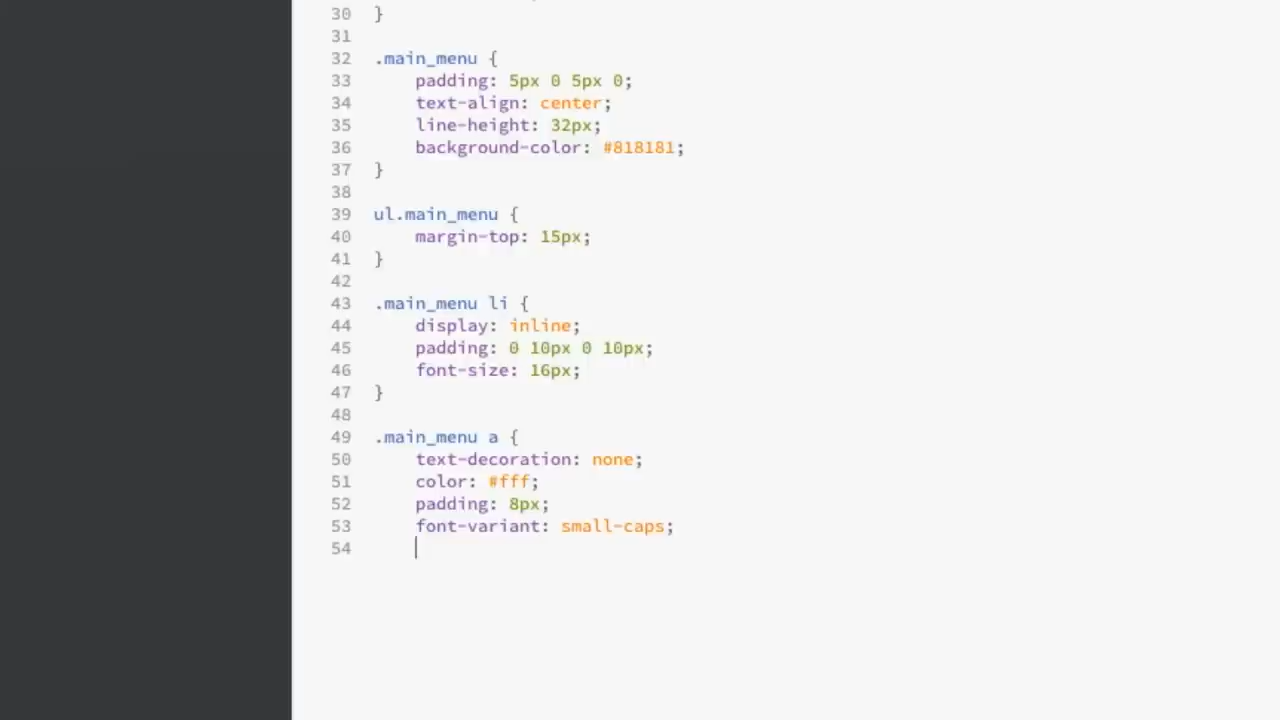 30 }
31
32 .main_menu {
33 padding: 5px 0 5px 0;
34 text-align: center;
35 line-height: 32px;
36 background-color: #818181;
37 }
38
39 ul.main_menu {
40 margin-top: 15px;
41 }
42
43 .main_menu li {
44 display: inline;
45 padding: 0 10px 0 10px;
46 font-size: 16px;
47 }
48
49 .main_menu a {
50 text-decoration: none;
51 color: #fff;
52 padding: 8px;
53 font-variant: small-caps;
54